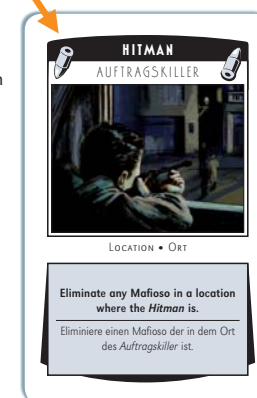 HITMAN
AUFTRAGSKILLER
n
LOCATION • ORT
Eliminate any Mafioso in a location
where the Hitman is.
Eliminiere einen Mafioso der in dem Ort
des Auftragskiller ist.